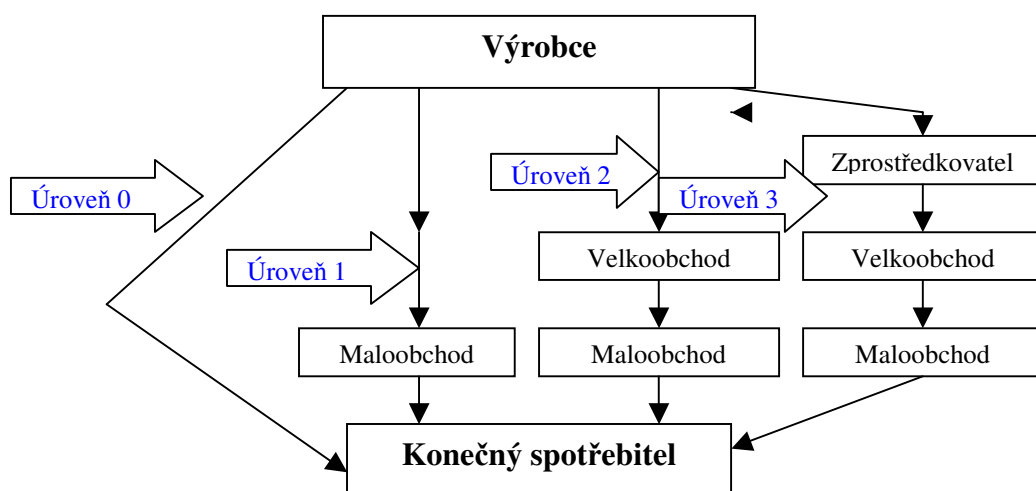 Výrobce
Zprostředkovatel
Úroveň 2
Úroveň 0
Úroveň 3
Velkoobchod
Velkoobchod
Úroveň 1
Maloobchod
Maloobchod
Maloobchod
Konečný spotřebitel